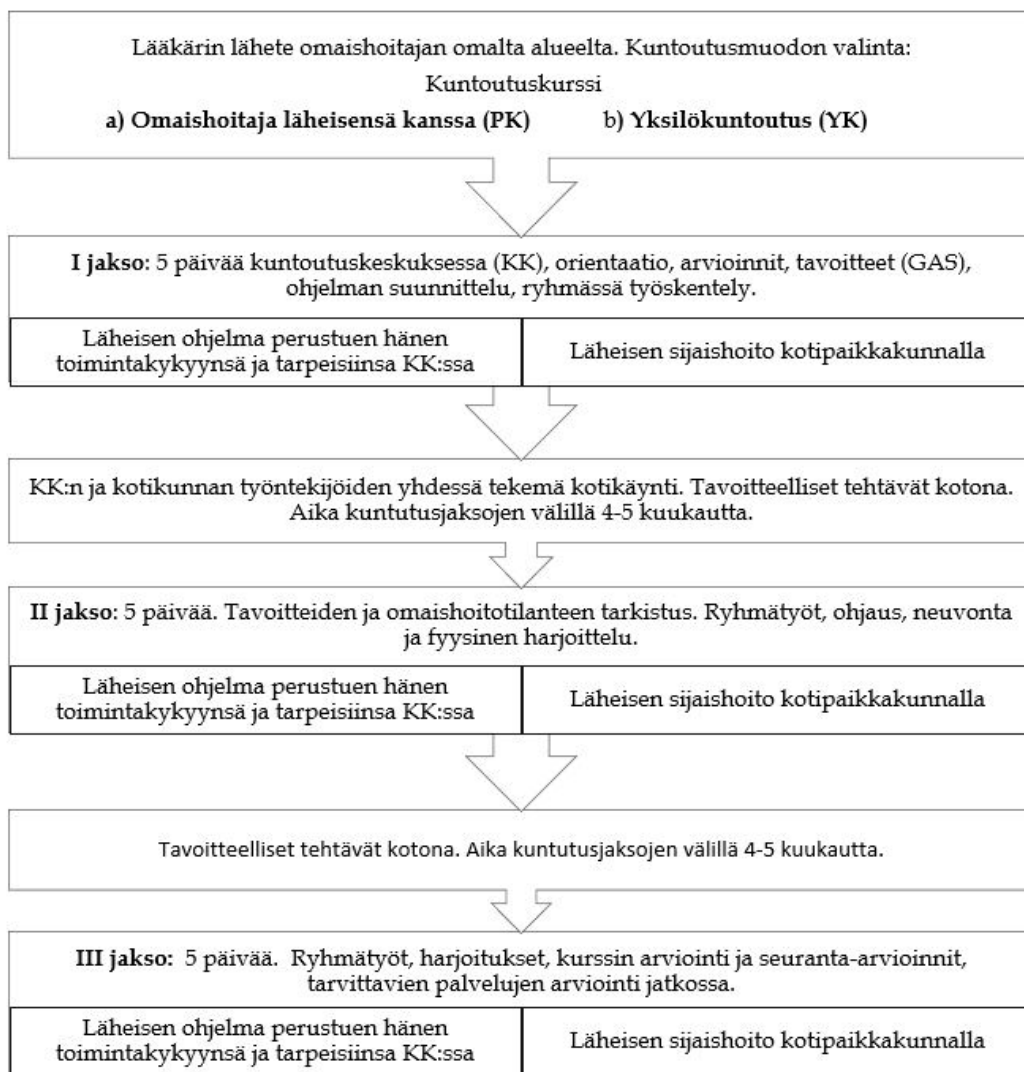 Lääkärin lähete omaishoitajan omalta alueelta. Kuntoutusmuodon valinta:
Kuntoutuskurssi
a) Omaishoitaja läheisensä kanssa (PK) b) Yksilökuntoutus (YK)
I jakso: 5 päivää kuntoutuskeskuksessa (KK), orientaatio, arvioinnit, tavoitteet (GAS),
ohjelman suunnittelu, ryhmässä työskentely.
Läheisen ohjelma perustuen hänen
toimintakykyynsä ja tarpeisiinsa KK:ssa
Läheisen sijaishoito kotipaikkakunnalla
KK:n ja kotikunnan työntekijöiden yhdessä tekemä kotikäynti. Tavoitteelliset tehtävät kotona.
Aika kuntutusjaksojen välillä 4-5 kuukautta.
II jakso: 5 päivää. Tavoitteiden ja omaishoitotilanteen tarkistus. Ryhmätyöt, ohjaus, neuvonta
ja fyysinen harjoittelu.
Läheisen ohjelma perustuen hänen
toimintakykyynsä ja tarpeisiinsa KK:ssa
Läheisen sijaishoito kotipaikkakunnalla
Tavoitteelliset tehtävät kotona. Aika kuntutusjaksojen välillä 4-5 kuukautta.
III jakso: 5 päivää. Ryhmätyöt, harjoitukset, kurssin arviointi ja seuranta-arvioinnit,
tarvittavien palvelujen arviointi jatkossa.
Läheisen ohjelma perustuen hänen
toimintakykyynsä ja tarpeisiinsa KK:ssa
Läheisen sijaishoito kotipaikkakunnalla